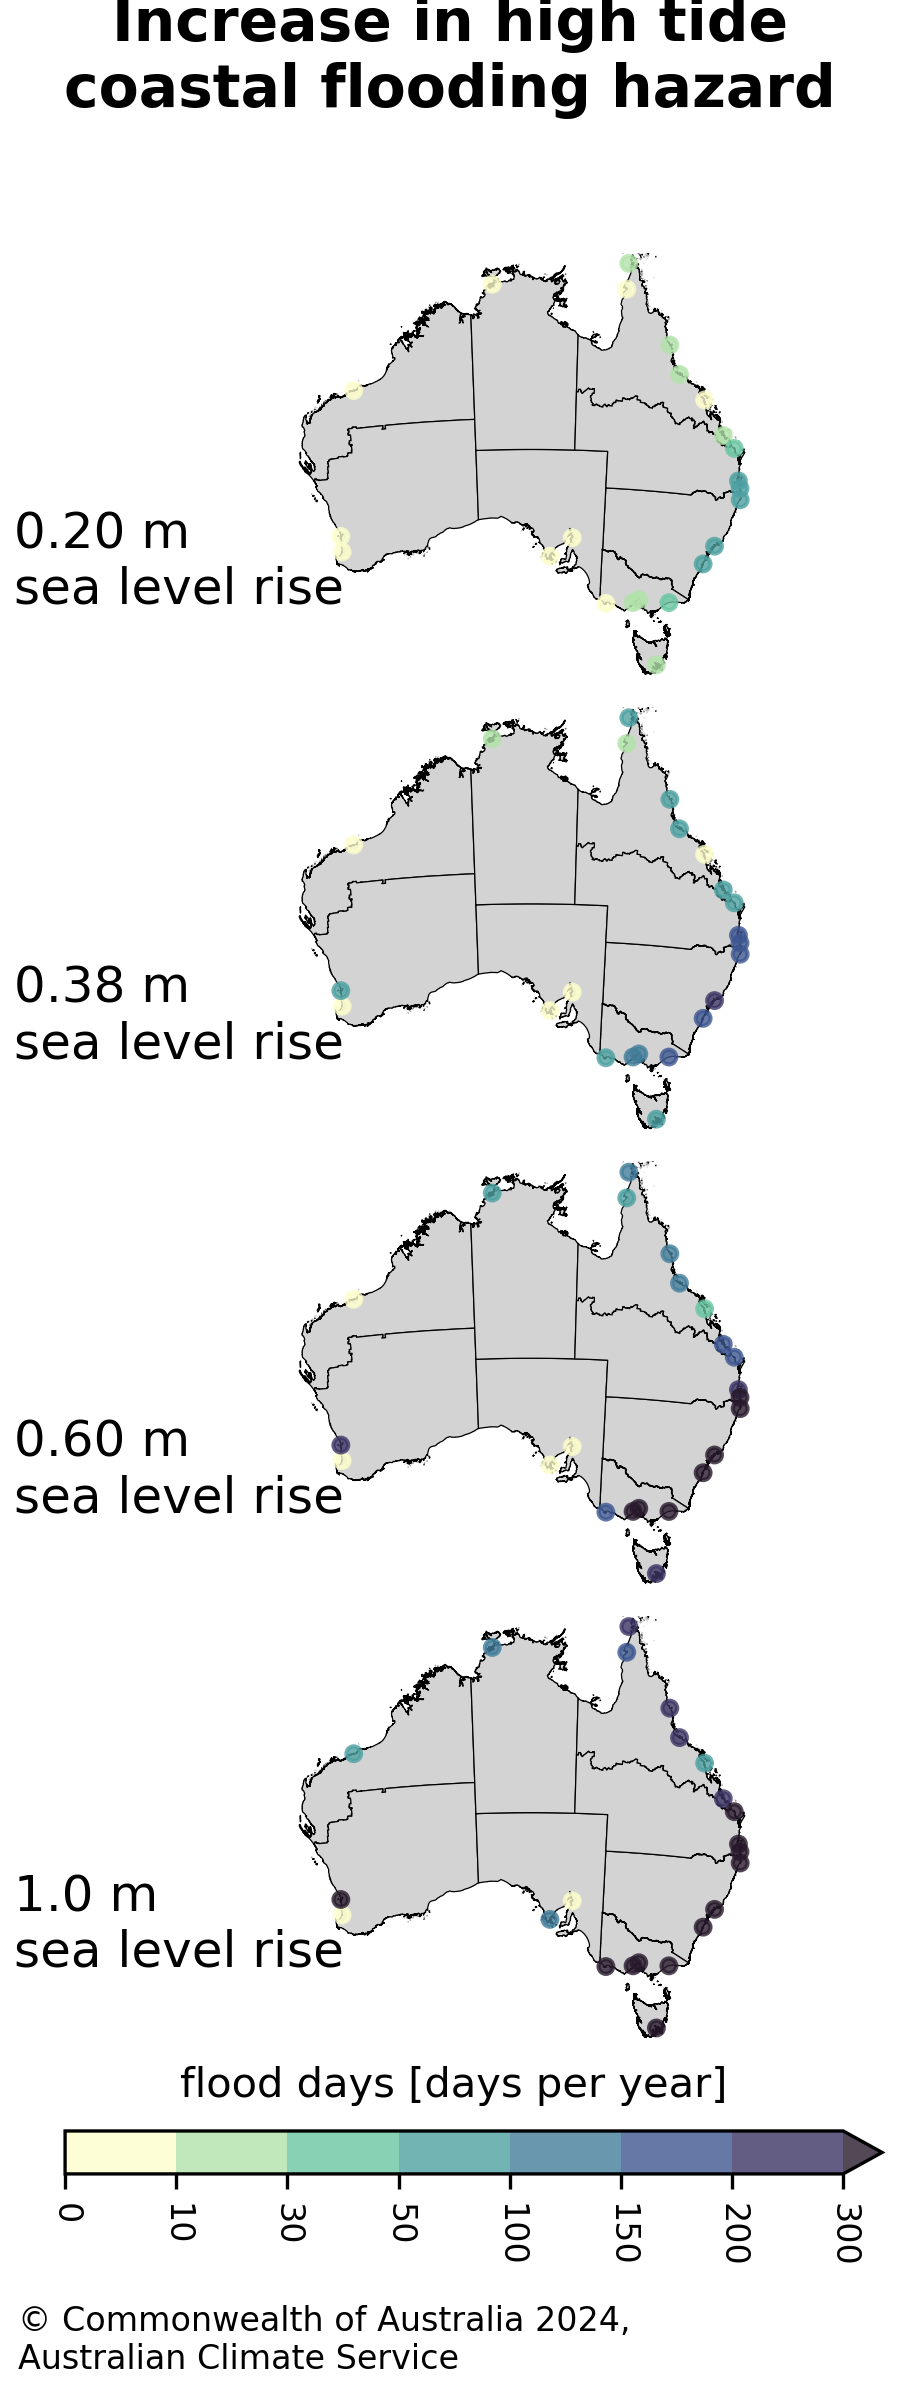 Increase in high tide
coastal flooding hazard
0.20 m
sea level rise
0.38 m
sea level rise
0.60 m
sea level rise
1.0 m
sea level rise
flood days [days per year]
0
10
30
50
100
150
200
300
© Commonwealth of Australia 2024,
Australian Climate Service